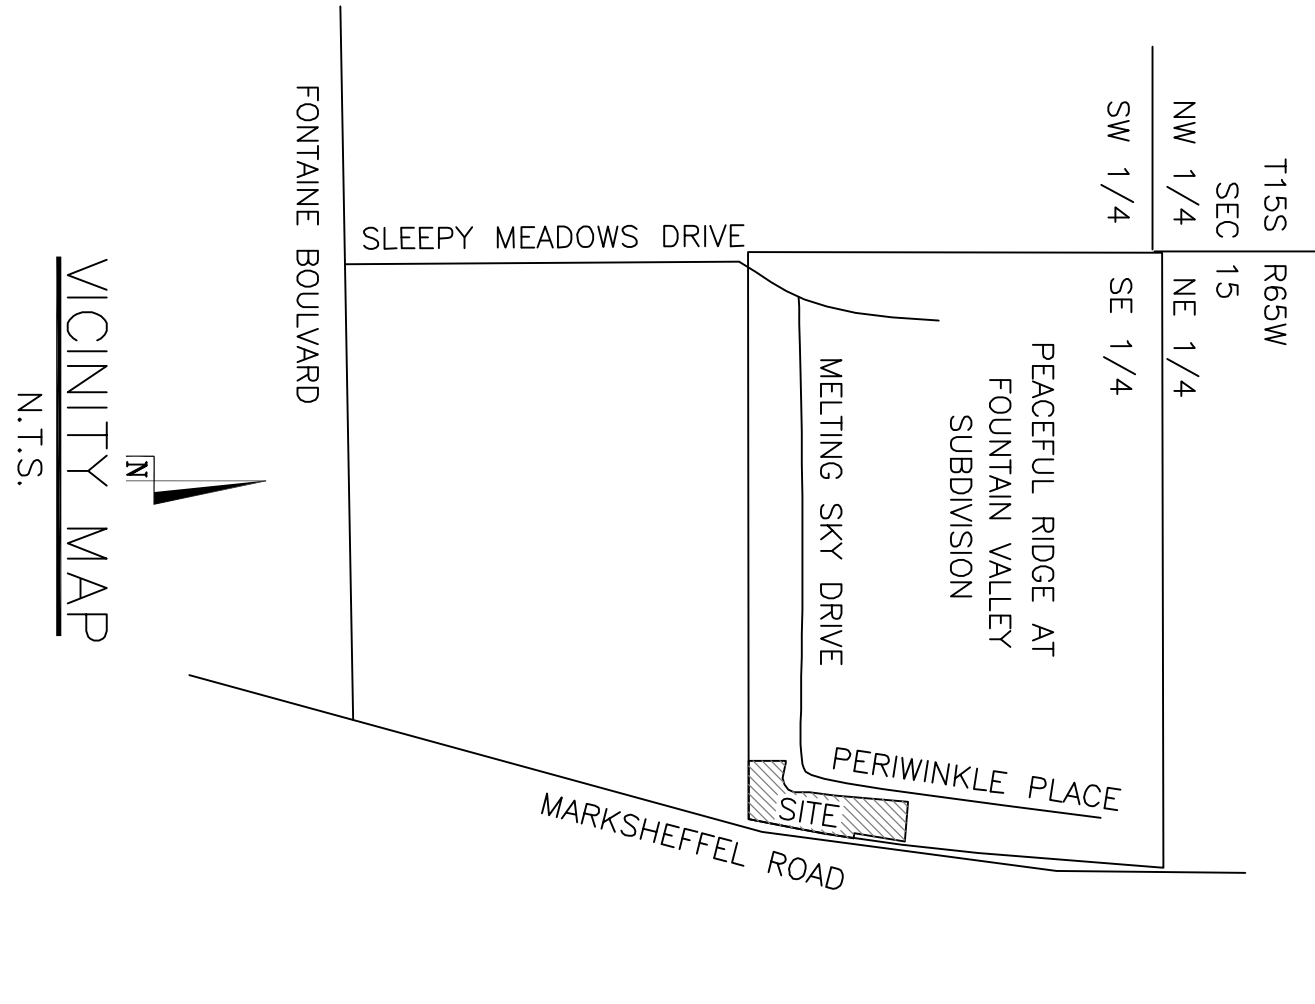 T15S R65W
SEC 15
NW 1/4 NE 1/4
SW 1/4 SE 1/4
PEACEFUL RIDGE AT
FOUNTAIN VALLEY
SUBDIVISION
PERIWINKLE PLACE
MELTING SKY DRIVE
SITE
SLEEPY MEADOWS DRIVE
MARKSHEFFEL ROAD
FONTAINE BOULVARD
N
VICINITY MAP
N.T.S.